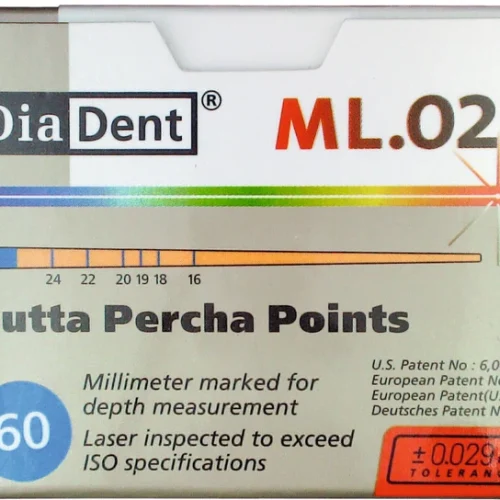 DiaDent®
ML.02
24 22 20 19 18 16
utta Percha Points
60
Millimeter marked for
depth measurement
Laser inspected to exceed
ISO specifications
U.S. Patent No : 6,0
European Patent N
European Patent(U
Deutsches Patent N
± 0.029
TOLERAN